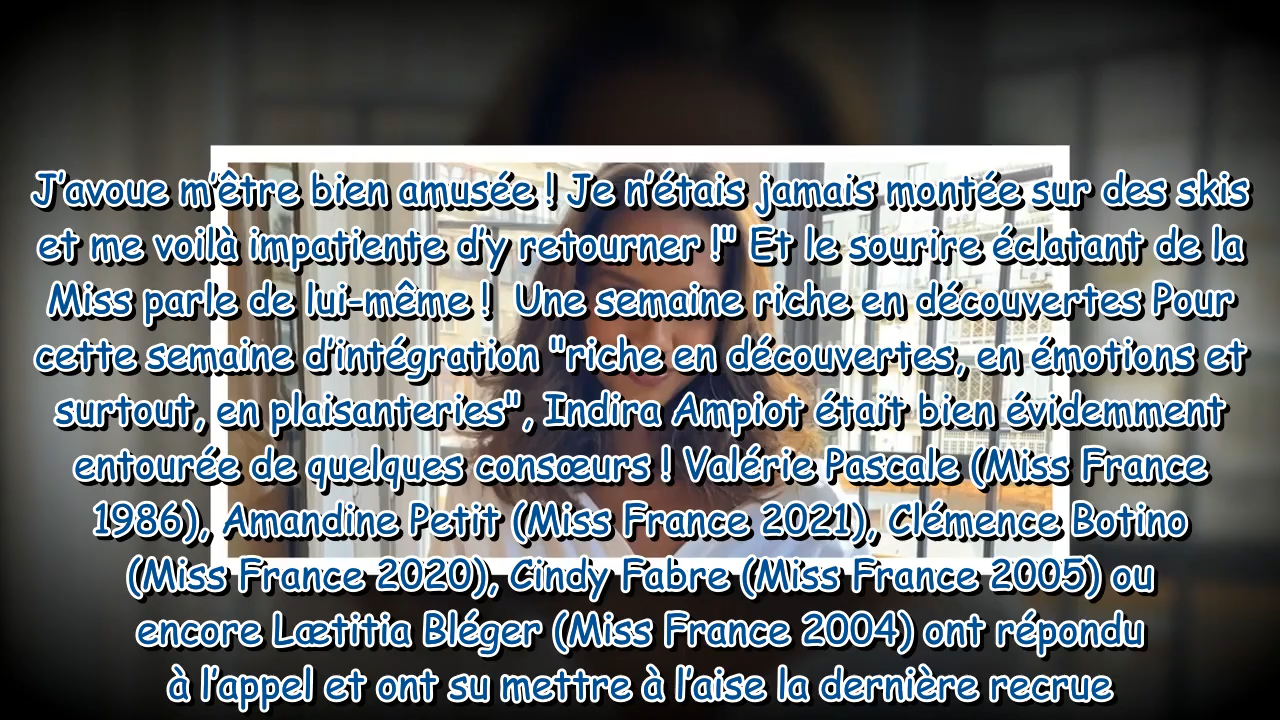 J'avoue m'être bien amusée ! Je n'étais jamais montée sur des skis
et me voilà impatiente d'y retourner !" Et le sourire éclatant de la
Miss parle de lui-même !  Une semaine riche en découvertes Pour
cette semaine d'intégration "riche en découvertes, en émotions et
surtout, en plaisanteries", Indira Ampiot était bien évidemment
entourée de quelques consœurs ! Valérie Pascale (Miss France
1986), Amandine Petit (Miss France 2021), Clémence Botino
(Miss France 2020), Cindy Fabre (Miss France 2005) ou
encore Lætitia Bléger (Miss France 2004) ont répondu
à l'appel et ont su mettre à l'aise la dernière recrue